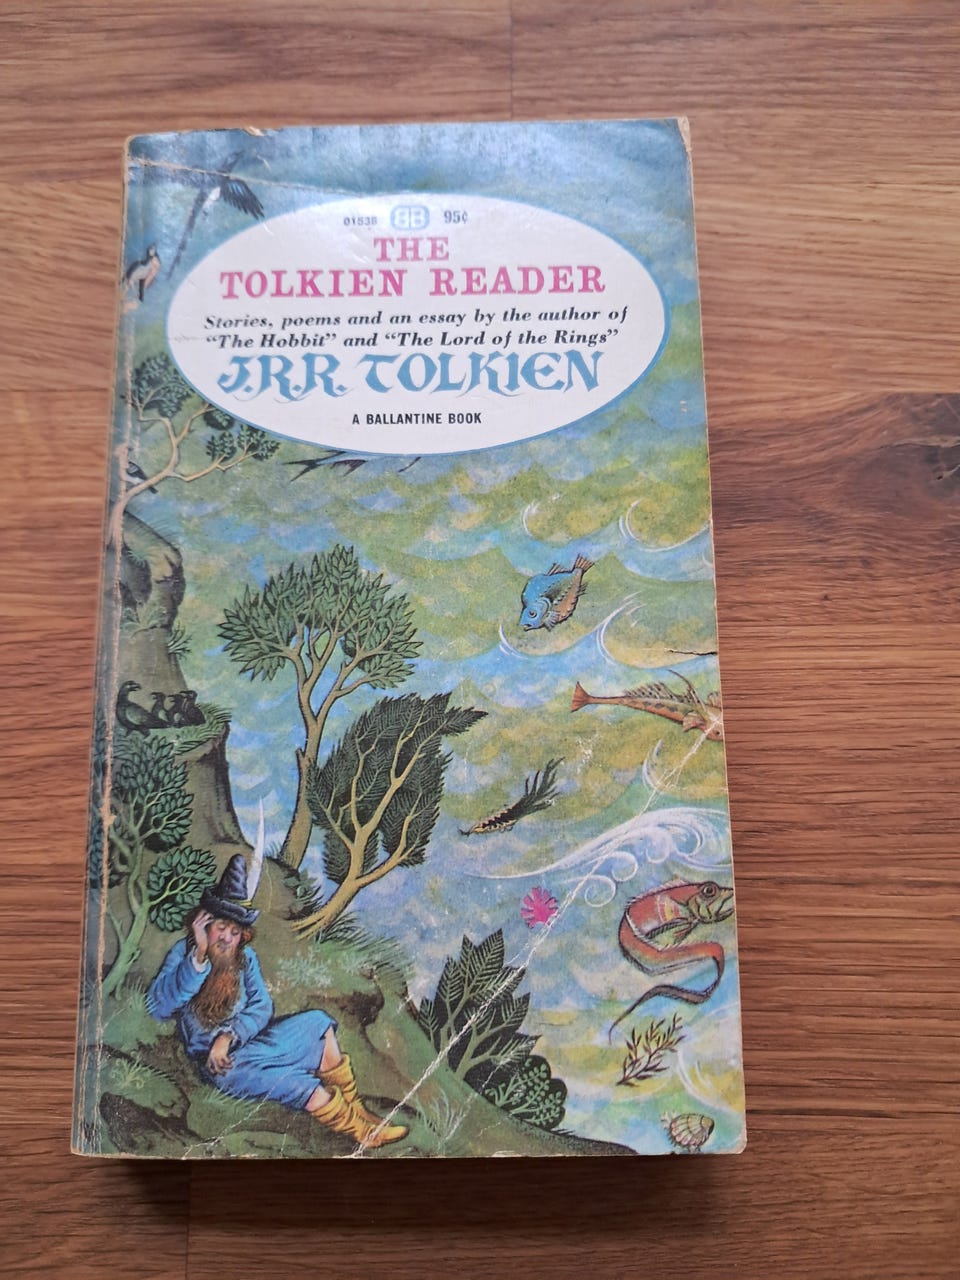 01538 BB 95¢
THE
TOLKIEN READER
Stories, poems and an essay by the author of
"The Hobbit" and "The Lord of the Rings"
J.R.R. TOLKIEN
A BALLANTINE BOOK